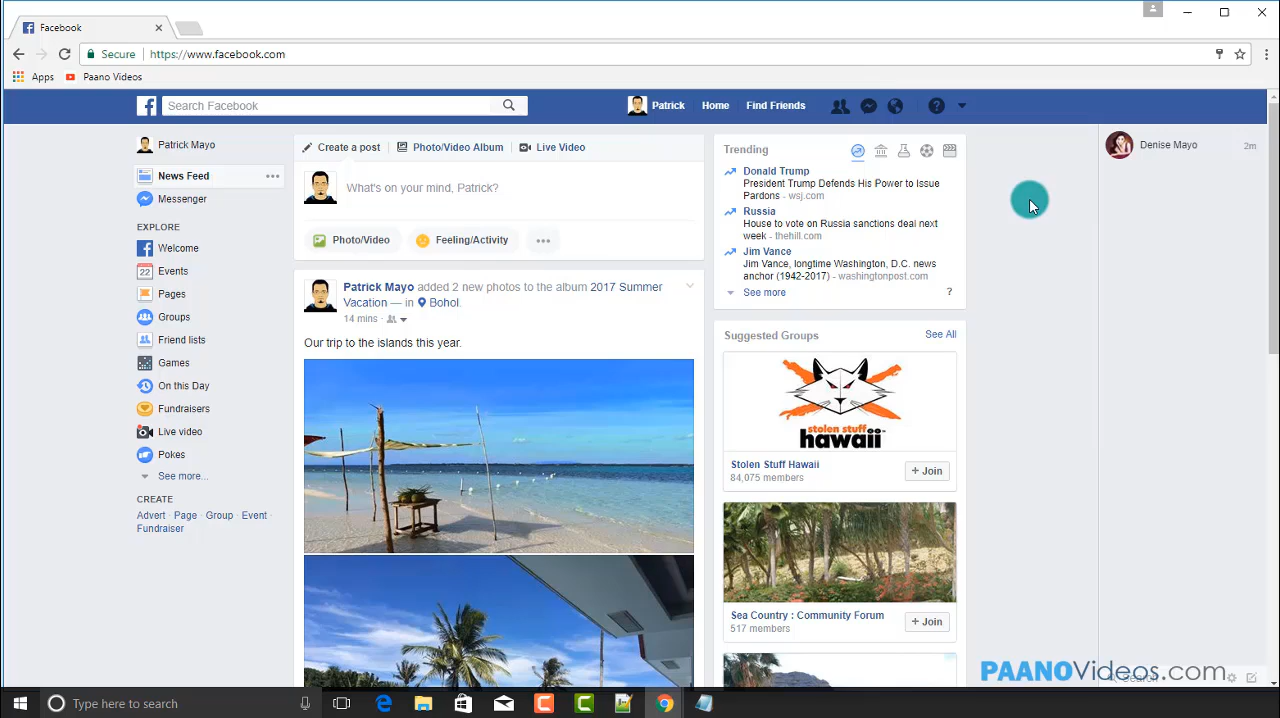 Facebook
Secure
https://www.facebook.com
Apps
Paano Videos
Search Facebook
Patrick
Home
Find Friends
Patrick Mayo
News Feed
Messenger
EXPLORE
Welcome
22
Events
Pages
Groups
Friend lists
Games
On this Day
Fundraisers
Live video
Pokes
See more...
CREATE
Advert · Page · Group · Event ·
Fundraiser
Create a post
Photo/Video Album
Live Video
What's on your mind, Patrick?
Photo/Video
Feeling/Activity
Patrick Mayo added 2 new photos to the album 2017 Summer
Vacation — in Bohol.
14 mins ·
Our trip to the islands this year.
Trending
Donald Trump
President Trump Defends His Power to Issue
Pardons - wsj.com
Russia
House to vote on Russia sanctions deal next
week - thehill.com
Jim Vance
Jim Vance, longtime Washington, D.C. news
anchor (1942-2017) - washingtonpost.com
See more
?
Suggested Groups
See All
stolen stuff
hawaii
Stolen Stuff Hawaii
84,075 members
+ Join
Sea Country : Community Forum
517 members
+ Join
Denise Mayo
2m
PAANOVideos.com
Search
Type here to search